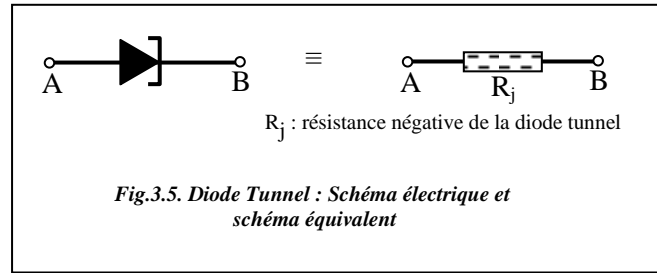 A B ≡ A R_j B
R_j : résistance négative de la diode tunnel
Fig.3.5. Diode Tunnel : Schéma électrique et
schéma équivalent